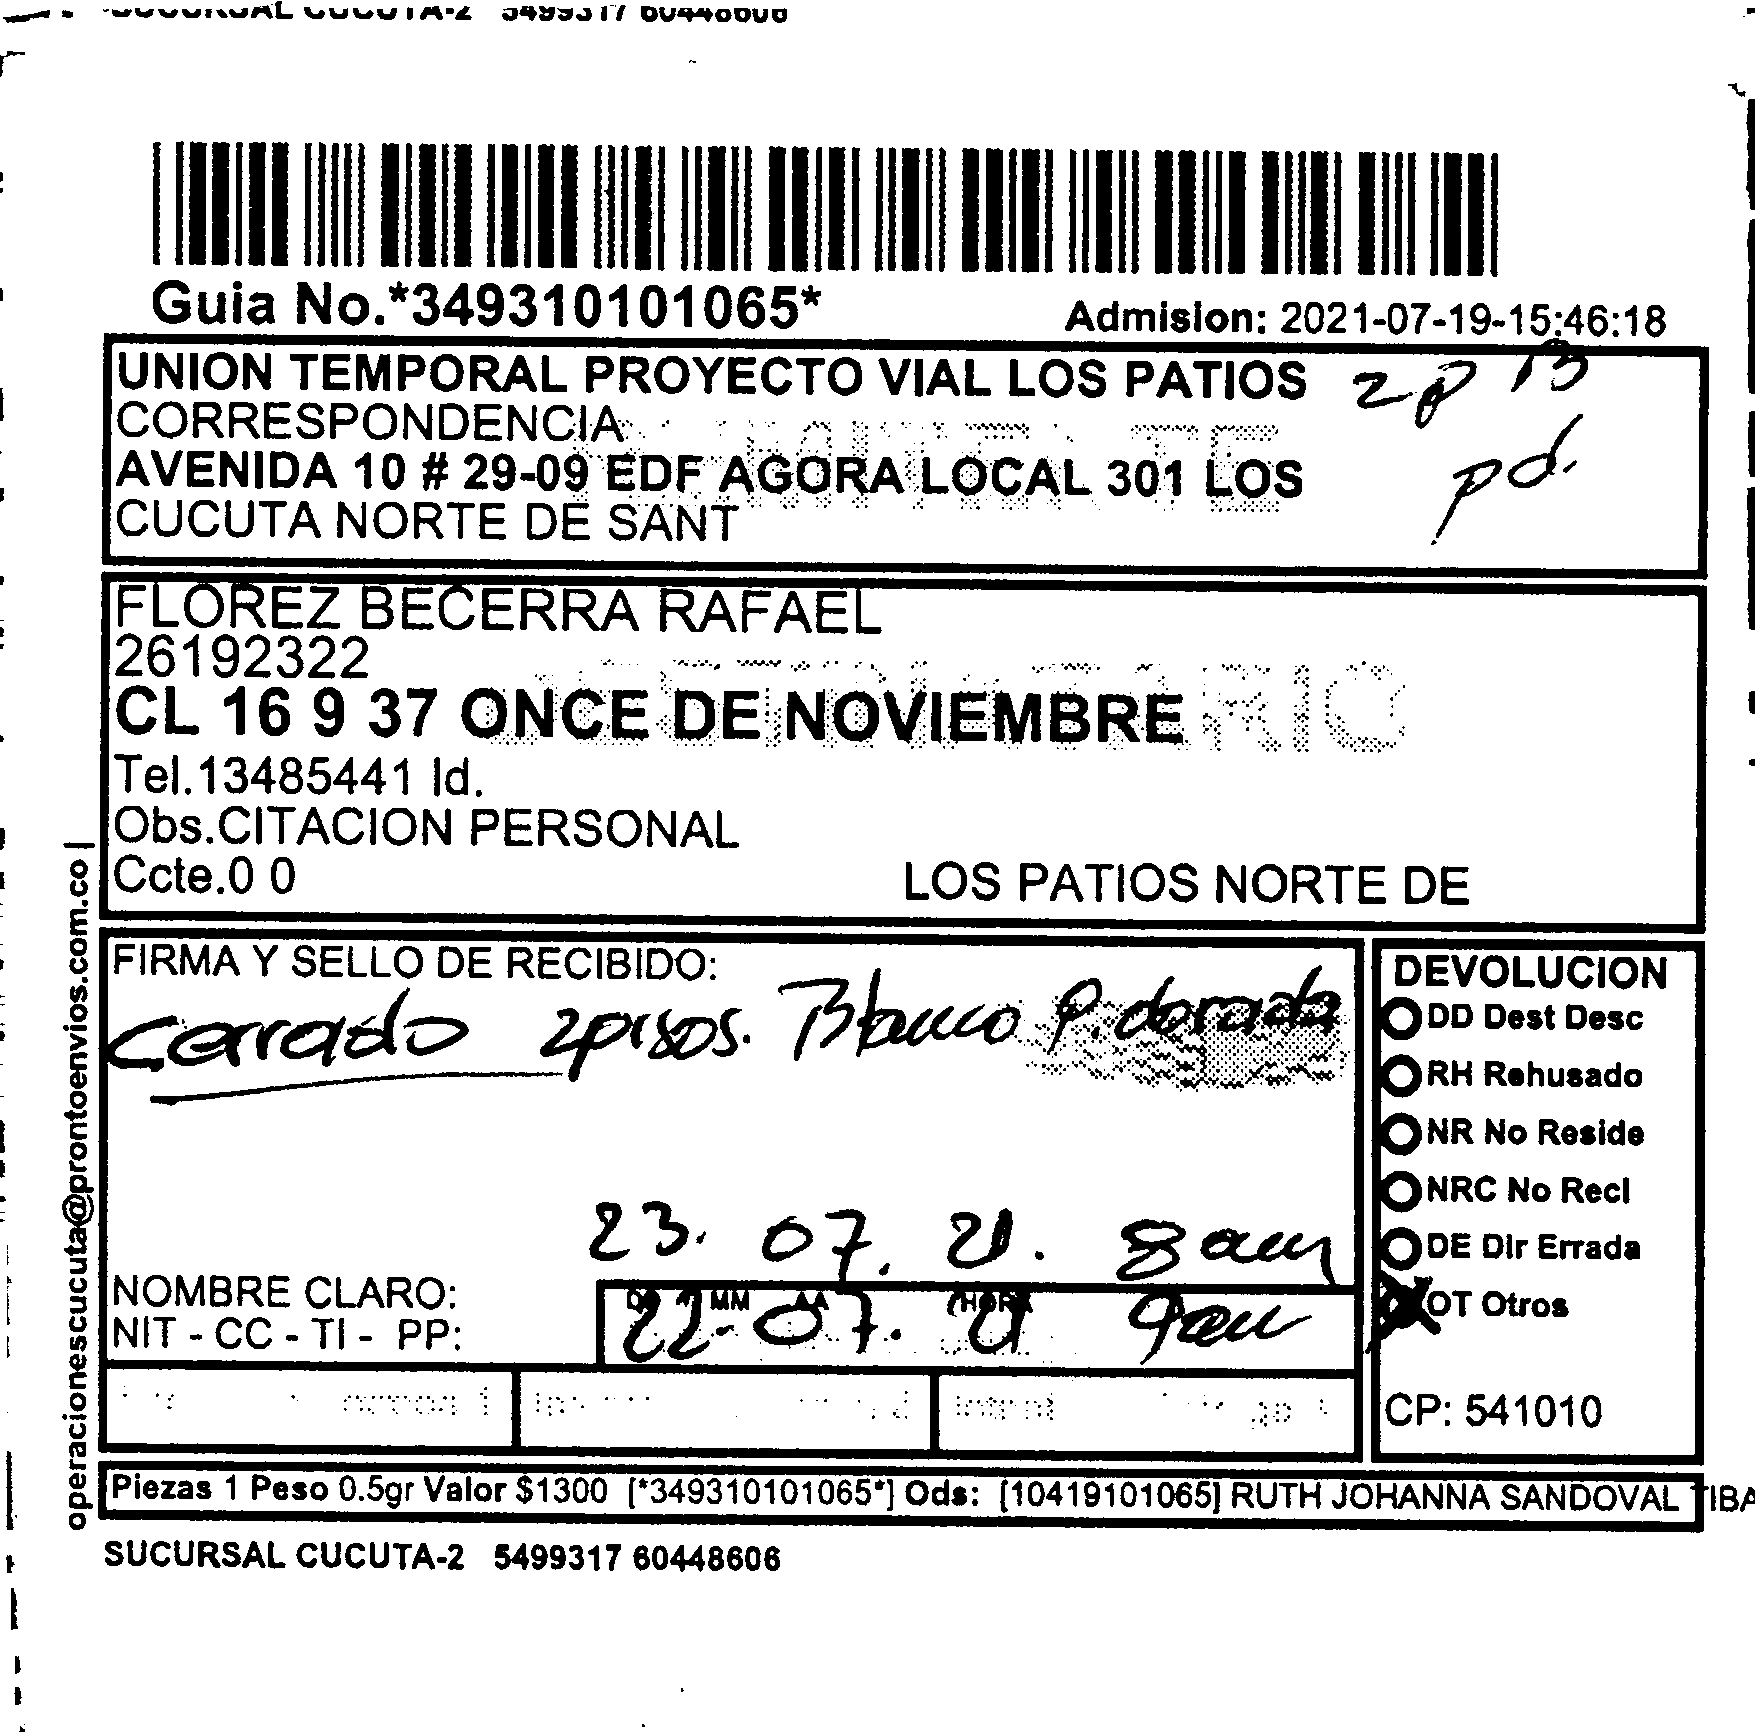 Guia No.*349310101065*
Admision: 2021-07-19-15:46:18
UNION TEMPORAL PROYECTO VIAL LOS PATIOS
2p B
CORRESPONDENCIA
AVENIDA 10 # 29-09 EDF AGORA LOCAL 301 LOS
pd.
CUCUTA NORTE DE SANT
FLOREZ BECERRA RAFAEL
26192322
CL 16 9 37 ONCE DE NOVIEMBRE
Tel.13485441 Id.
Obs.CITACION PERSONAL
Ccte.0 0
LOS PATIOS NORTE DE
operacionescucuta@prontoenvios.com.co |
FIRMA Y SELLO DE RECIBIDO:
Cerrado 2pisos. Blanco P. dorada
23. 07. 21. 8am
NOMBRE CLARO:
NIT - CC - TI - PP:
MM AA HORA
22-07. 21 9am
DEVOLUCION
DD Dest Desc
RH Rehusado
NR No Reside
NRC No Recl
DE Dir Errada
OT Otros
CP: 541010
Piezas 1 Peso 0.5gr Valor $1300 [*349310101065*] Ods: [10419101065] RUTH JOHANNA SANDOVAL TIBA
SUCURSAL CUCUTA-2 5499317 60448606